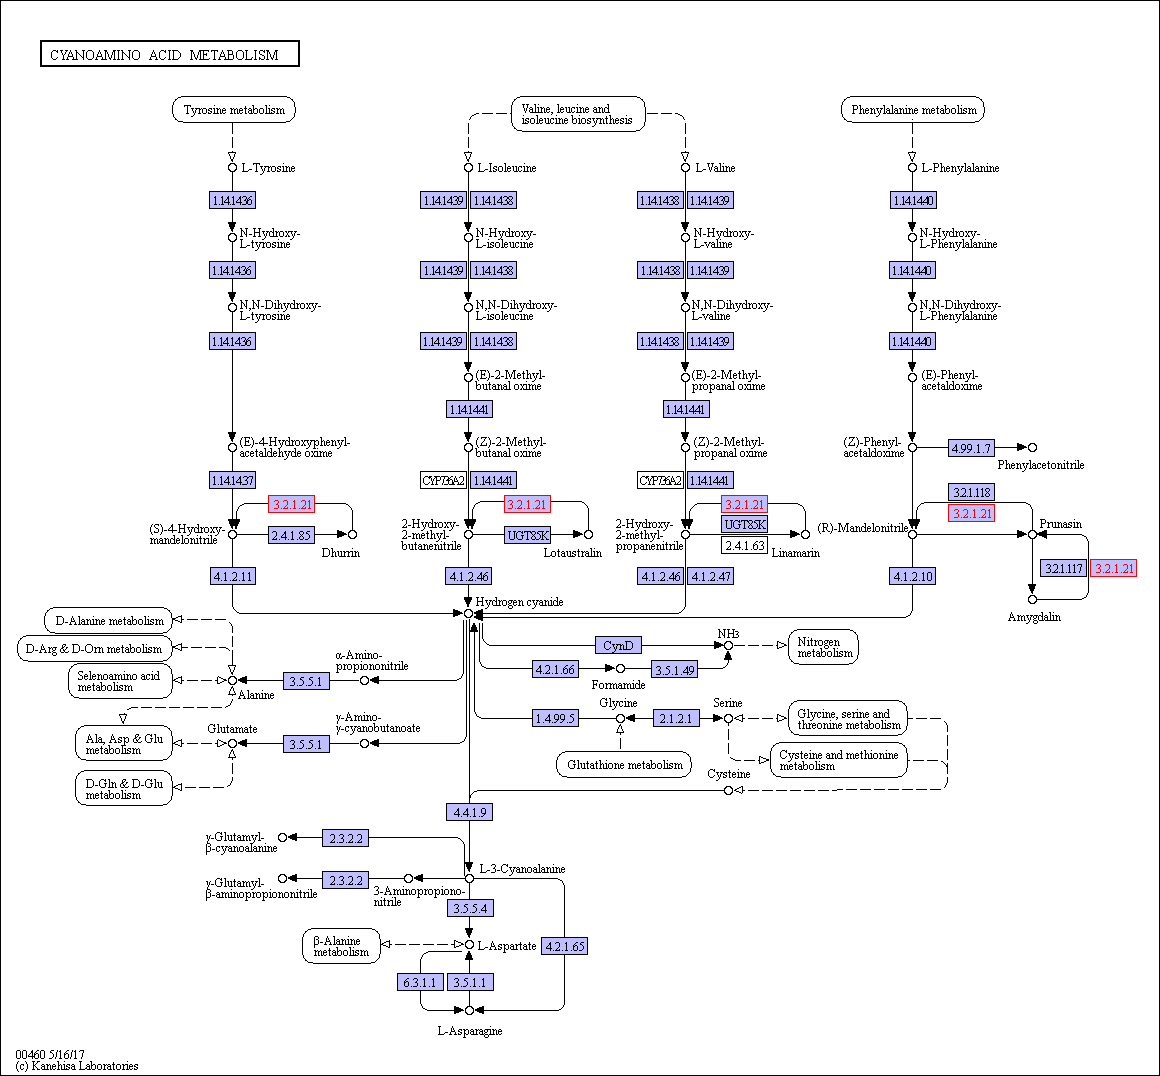 CYANOAMINO ACID METABOLISM
Tyrosine metabolism
Valine, leucine and
isoleucine biosynthesis
Phenylalanine metabolism
L-Tyrosine
L-Isoleucine
L-Valine
L-Phenylalanine
1.14.14.36
1.14.14.39
1.14.14.38
1.14.14.38
1.14.14.39
1.14.14.40
N-Hydroxy-
L-tyrosine
N-Hydroxy-
L-isoleucine
N-Hydroxy-
L-valine
N-Hydroxy-
L-Phenylalanine
1.14.14.36
1.14.14.39
1.14.14.38
1.14.14.38
1.14.14.39
1.14.14.40
N,N-Dihydroxy-
L-tyrosine
N,N-Dihydroxy-
L-isoleucine
N,N-Dihydroxy-
L-valine
N,N-Dihydroxy-
L-Phenylalanine
1.14.14.36
1.14.14.39
1.14.14.38
1.14.14.38
1.14.14.39
1.14.14.40
(E)-2-Methyl-
butanal oxime
(E)-2-Methyl-
propanal oxime
(E)-Phenyl-
acetaldoxime
1.14.14.41
1.14.14.41
(E)-4-Hydroxyphenyl-
acetaldehyde oxime
(Z)-2-Methyl-
butanal oxime
(Z)-2-Methyl-
propanal oxime
(Z)-Phenyl-
acetaldoxime
4.99.1.7
Phenylacetonitrile
1.14.14.37
CYP736A2
1.14.14.41
CYP736A2
1.14.14.41
3.2.1.21
3.2.1.21
3.2.1.21
3.2.1.118
3.2.1.21
(S)-4-Hydroxy-
mandelonitrile
2.4.1.85
Dhurrin
2-Hydroxy-
2-methyl-
butanenitrile
UGT85K
Lotaustralin
2-Hydroxy-
2-methyl-
propanenitrile
UGT85K
2.4.1.63
Linamarin
(R)-Mandelonitrile
Prunasin
4.1.2.11
4.1.2.46
4.1.2.46
4.1.2.47
4.1.2.10
3.2.1.117
3.2.1.21
Hydrogen cyanide
Amygdalin
D-Alanine metabolism
D-Arg & D-Orn metabolism
Selenoamino acid
metabolism
Alanine
3.5.5.1
α-Amino-
propiononitrile
CynD
NH3
Nitrogen
metabolism
4.2.1.66
Formamide
3.5.1.49
Ala, Asp & Glu
metabolism
Glutamate
3.5.5.1
γ-Amino-
γ-cyanobutanoate
1.4.99.5
Glycine
2.1.2.1
Serine
Glycine, serine and
threonine metabolism
D-Gln & D-Glu
metabolism
Glutathione metabolism
Cysteine and methionine
metabolism
Cysteine
4.4.1.9
γ-Glutamyl-
β-cyanoalanine
2.3.2.2
L-3-Cyanoalanine
γ-Glutamyl-
β-aminopropiononitrile
2.3.2.2
3-Aminopropiono-
nitrile
3.5.5.4
β-Alanine
metabolism
L-Aspartate
4.2.1.65
6.3.1.1
3.5.1.1
L-Asparagine
00460 5/16/17
(c) Kanehisa Laboratories